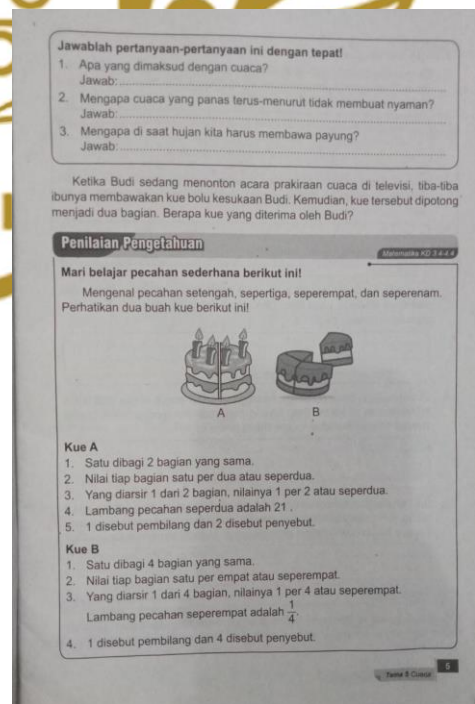 Jawablah pertanyaan-pertanyaan ini dengan tepat!
1. Apa yang dimaksud dengan cuaca?
Jawab:
2. Mengapa cuaca yang panas terus-menurut tidak membuat nyaman?
Jawab:
3. Mengapa di saat hujan kita harus membawa payung?
Jawab:
Ketika Budi sedang menonton acara prakiraan cuaca di televisi, tiba-tiba
ibunya membawakan kue bolu kesukaan Budi. Kemudian, kue tersebut dipotong
menjadi dua bagian. Berapa kue yang diterima oleh Budi?
Penilaian Pengetahuan
Matematika KD 3.4-4.4
Mari belajar pecahan sederhana berikut ini!
Mengenal pecahan setengah, sepertiga, seperempat, dan seperenam.
Perhatikan dua buah kue berikut ini!
A B
Kue A
1. Satu dibagi 2 bagian yang sama.
2. Nilai tiap bagian satu per dua atau seperdua.
3. Yang diarsir 1 dari 2 bagian, nilainya 1 per 2 atau seperdua.
4. Lambang pecahan seperdua adalah 21 .
5. 1 disebut pembilang dan 2 disebut penyebut.
Kue B
1. Satu dibagi 4 bagian yang sama.
2. Nilai tiap bagian satu per empat atau seperempat.
3. Yang diarsir 1 dari 4 bagian, nilainya 1 per 4 atau seperempat.
Lambang pecahan seperempat adalah 1/4.
4. 1 disebut pembilang dan 4 disebut penyebut.
5
Tema 8 Cuaca